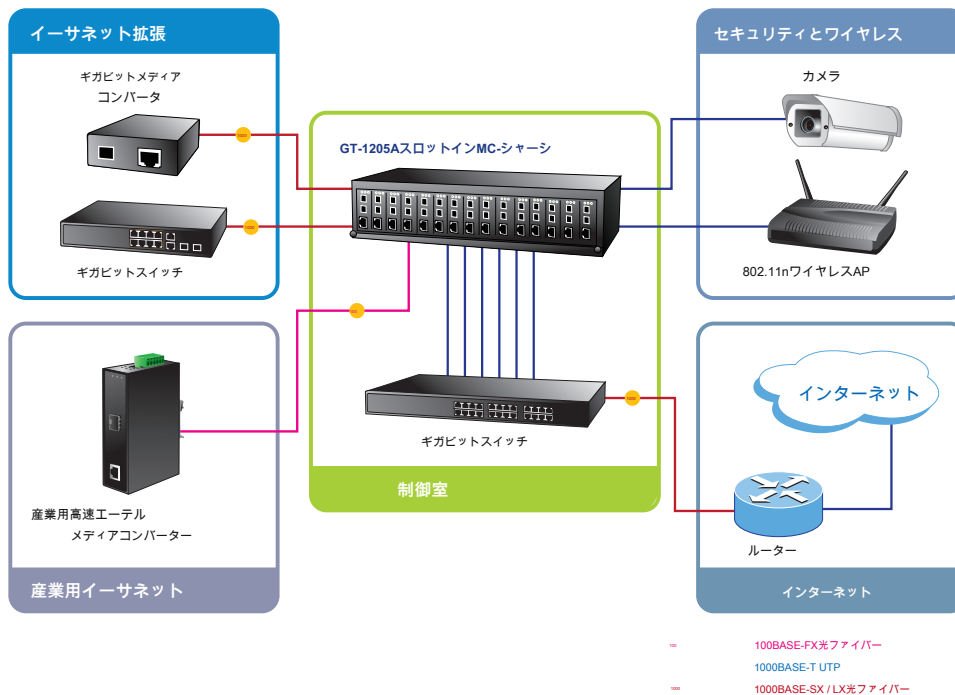 イーサネット拡張
ギガビットメディア
コンバータ
1000
1000
ギガビットスイッチ
GT-1205AスロットインMC-シャーシ
セキュリティとワイヤレス
カメラ
802.11nワイヤレスAP
100
産業用高速エーテル
メディアコンバーター
産業用イーサネット
1000
ギガビットスイッチ
制御室
インターネット
ルーター
インターネット
100 100BASE-FX光ファイバー
1000BASE-T UTP
1000 1000BASE-SX / LX光ファイバー